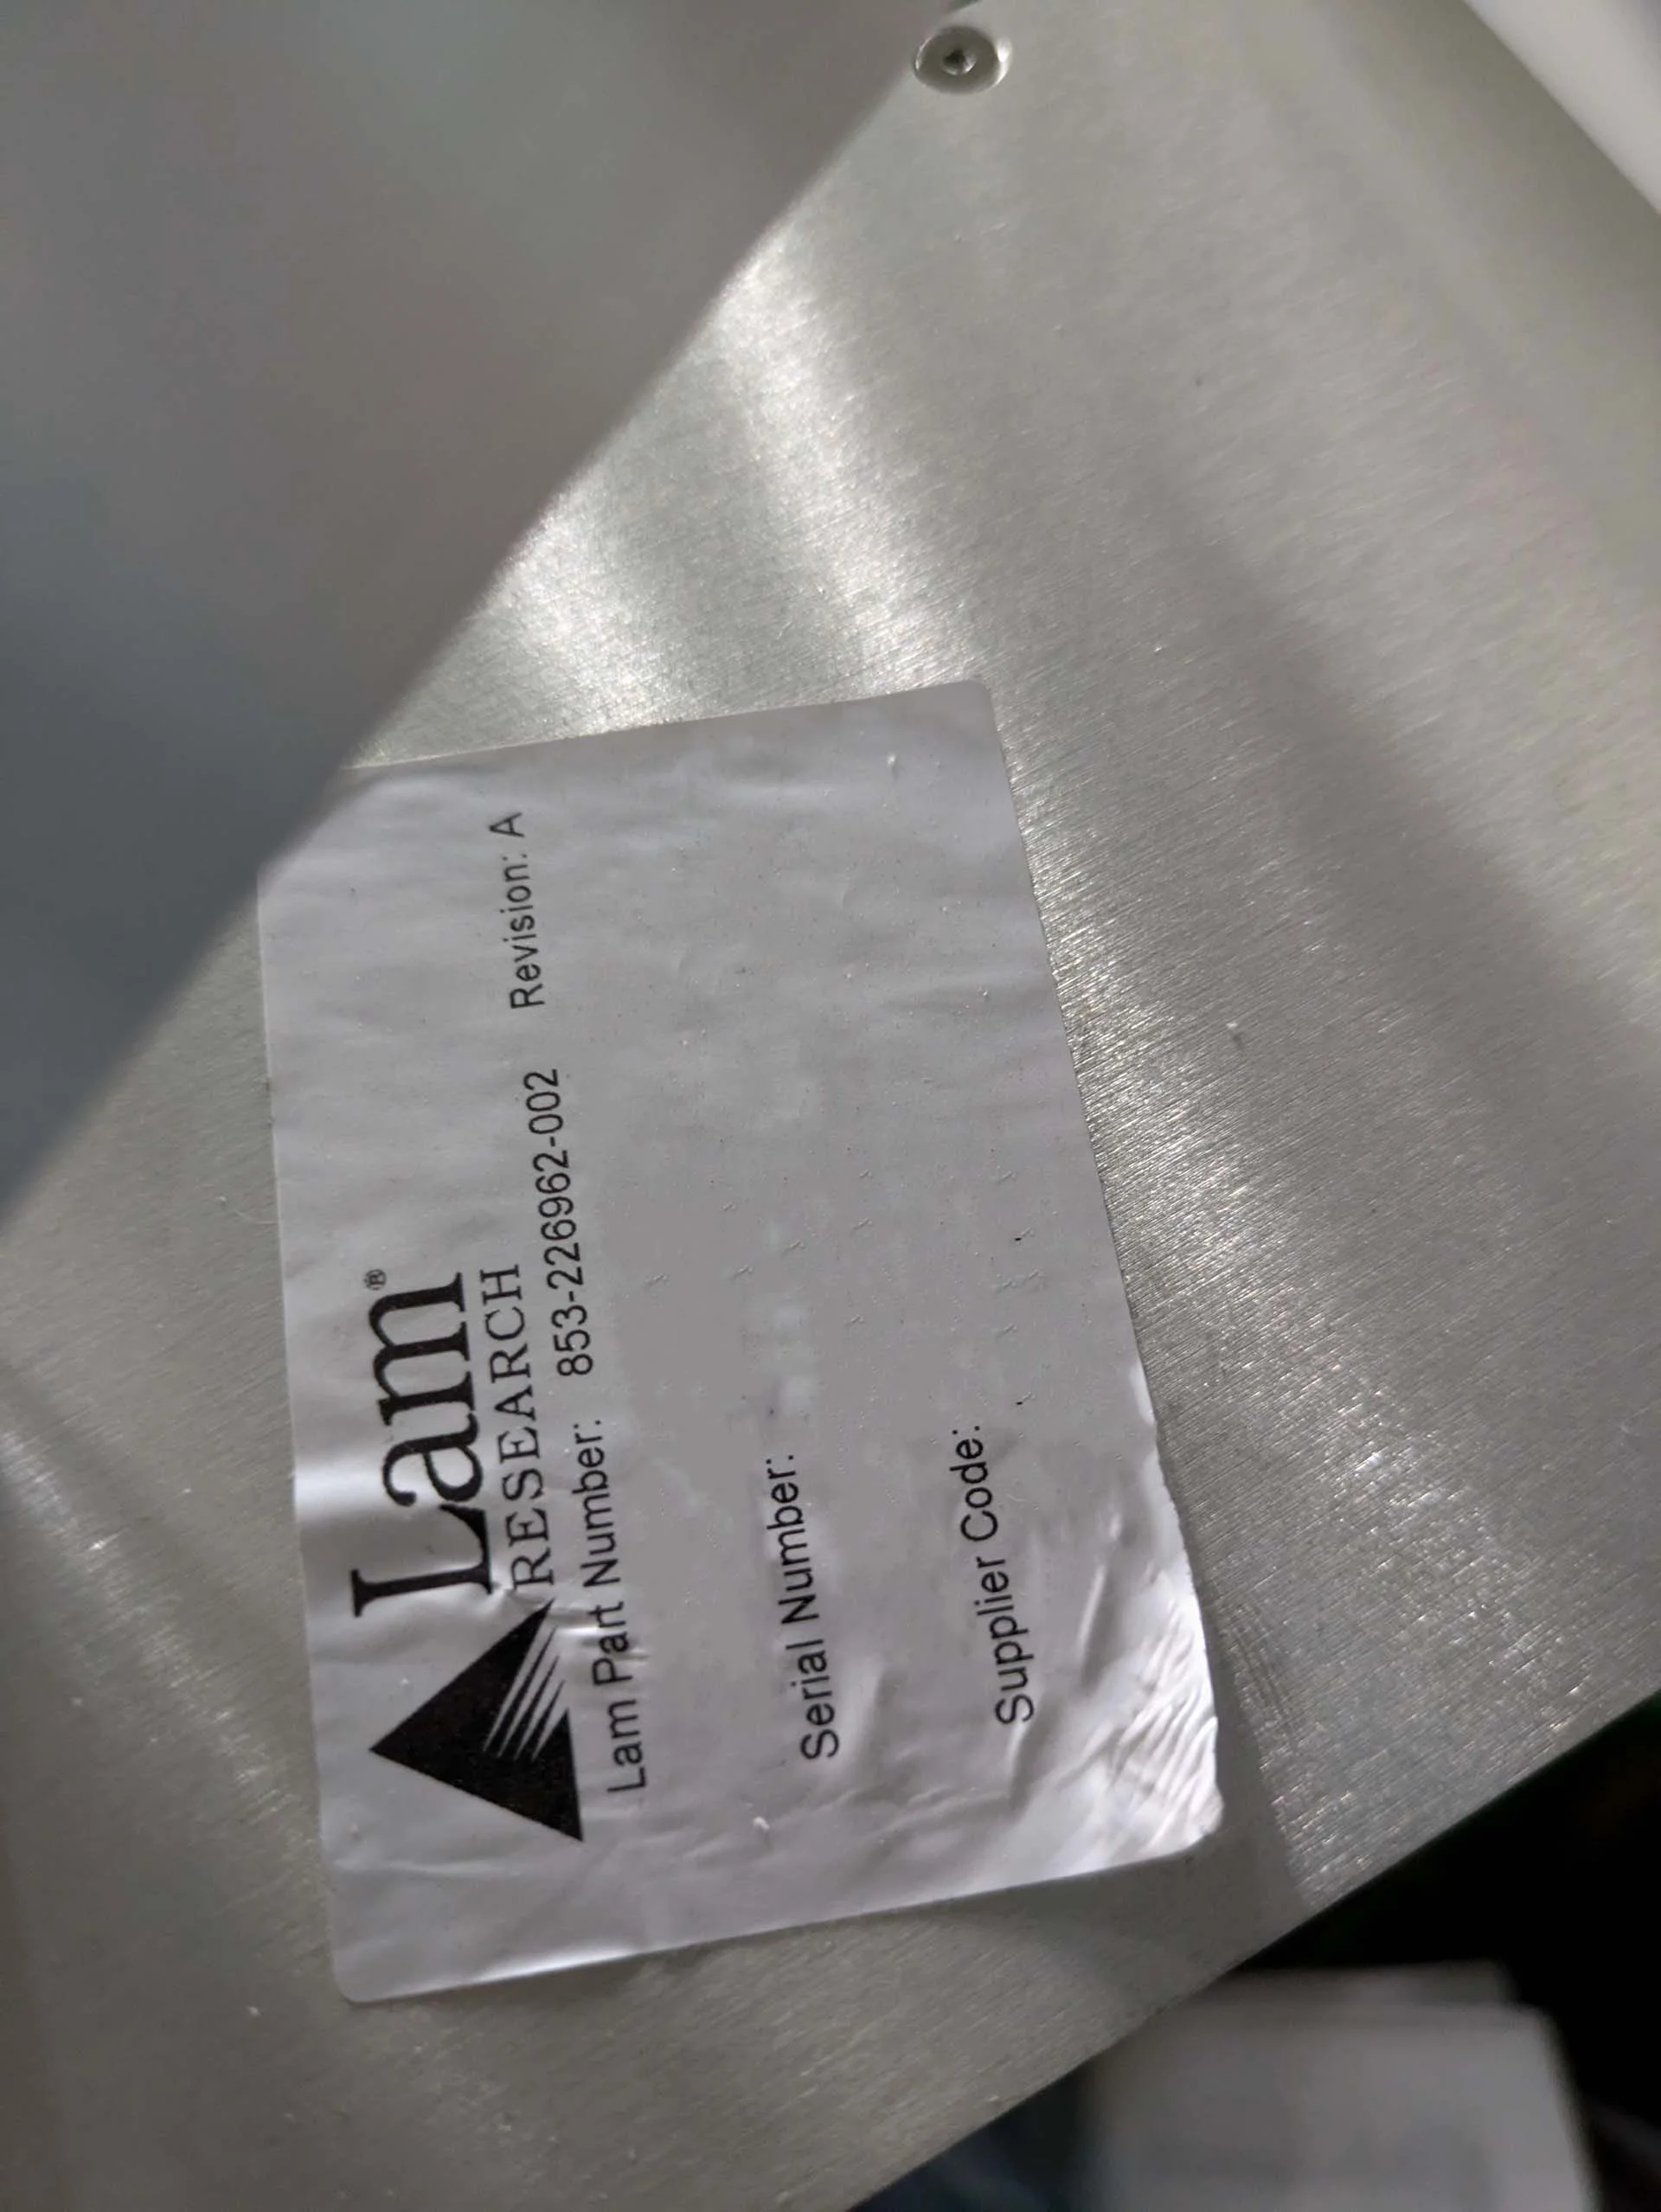 Lam®
RESEARCH
Lam Part Number: 853-226962-002 Revision: A
Serial Number:
Supplier Code: